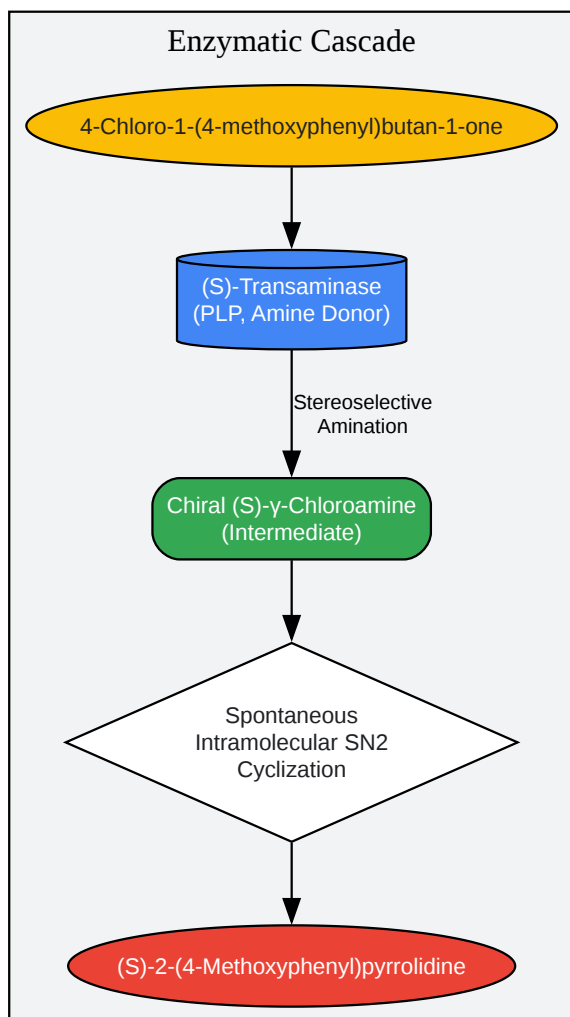 Enzymatic Cascade
4-Chloro-1-(4-methoxyphenyl)butan-1-one
(S)-Transaminase
(PLP, Amine Donor)
Stereoselective
Amination
Chiral (S)-γ-Chloroamine
(Intermediate)
Spontaneous
Intramolecular SN2
Cyclization
(S)-2-(4-Methoxyphenyl)pyrrolidine